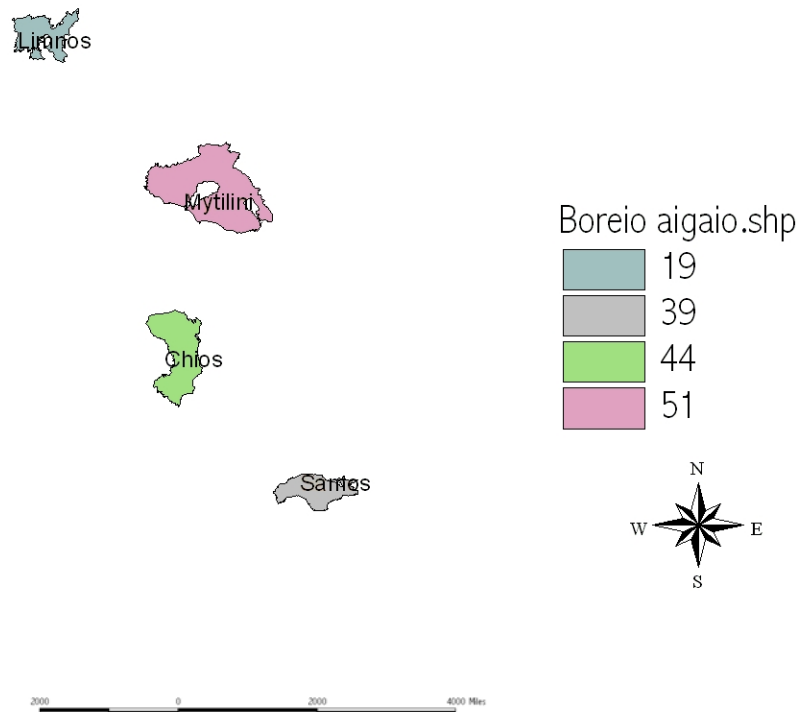 Limnos
Mytilini
Boreio aigaio.shp
19
39
44
51
Chios
Samos
N
W E
S
2000 0 2000 4000 Miles